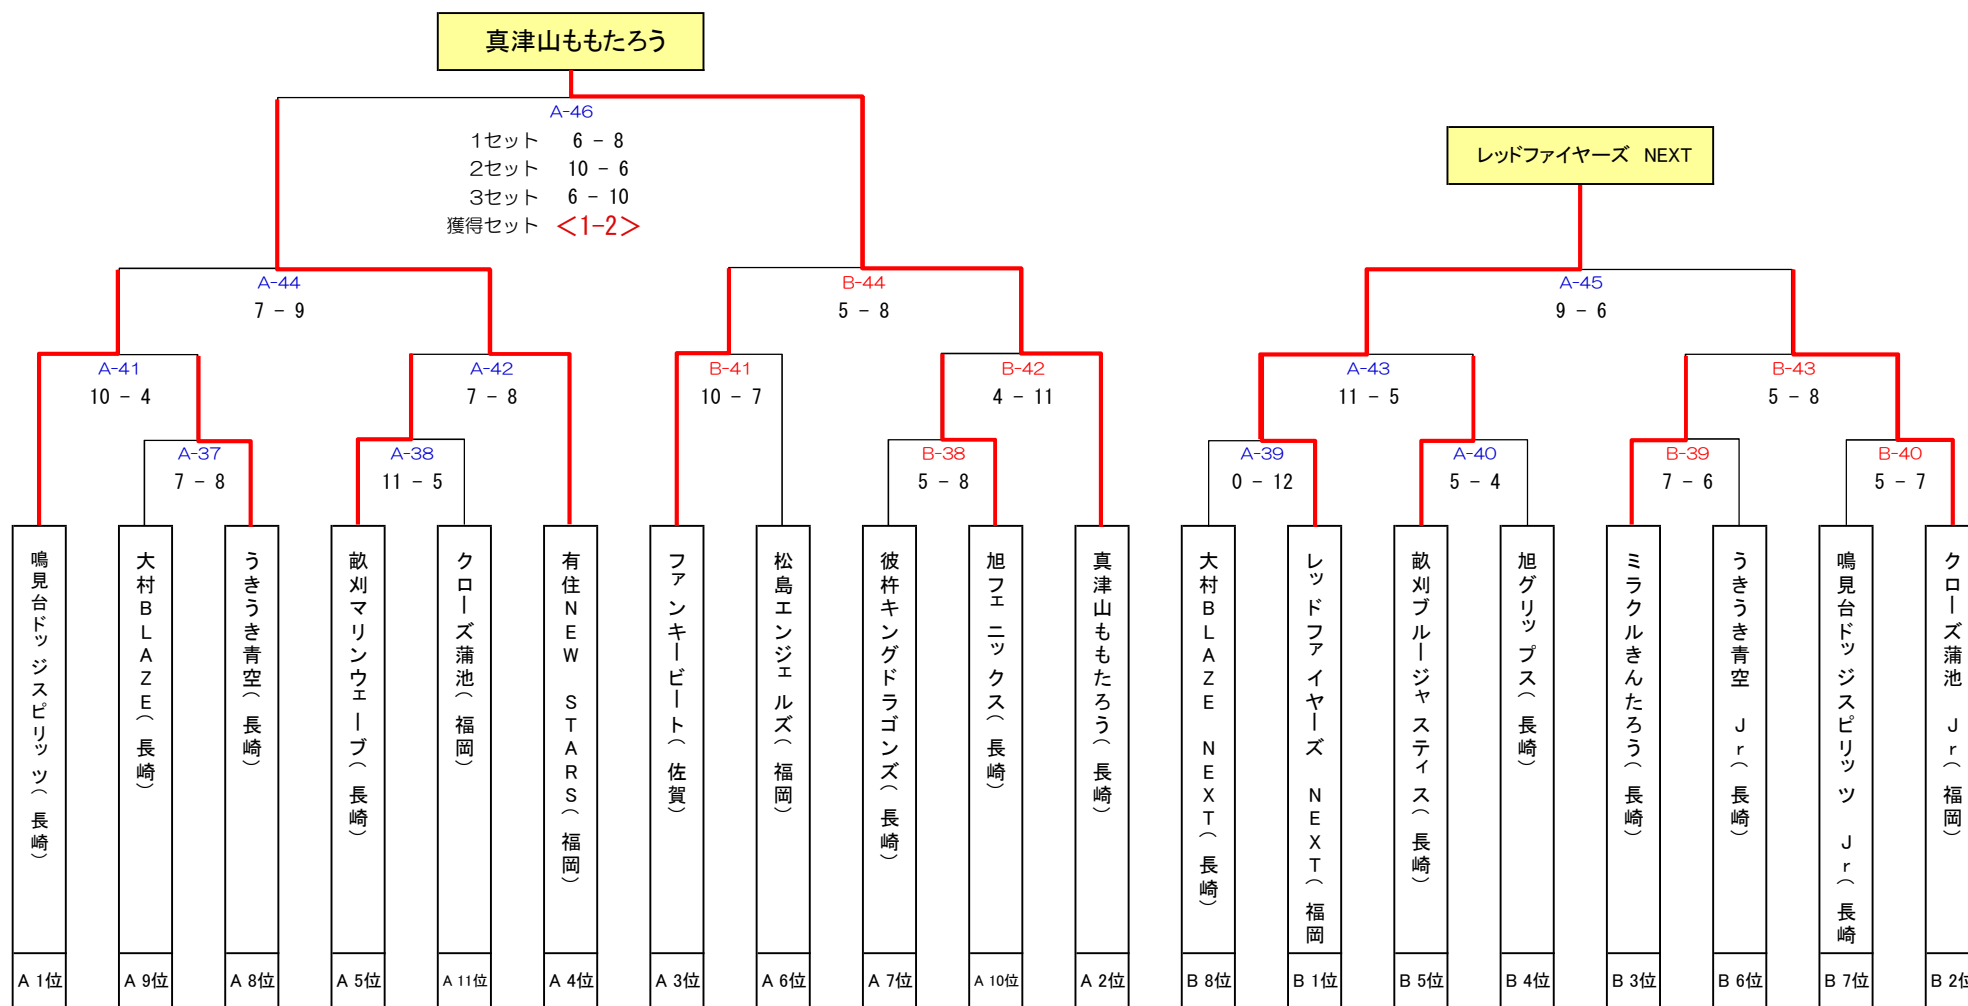 真津山ももたろう
A-46
1セット 6 - 8
2セット 10 - 6
3セット 6 - 10
獲得セット <1-2>
レッドファイヤーズ NEXT
A-44
7 - 9
B-44
5 - 8
A-45
9 - 6
A-41
10 - 4
A-42
7 - 8
B-41
10 - 7
B-42
4 - 11
A-43
11 - 5
B-43
5 - 8
A-37
7 - 8
A-38
11 - 5
B-38
5 - 8
A-39
0 - 12
A-40
5 - 4
B-39
7 - 6
B-40
5 - 7
鳴見台ドッジスピリッツ(長崎)
大村BLAZE(長崎)
うきうき青空(長崎)
畝刈マリンウェーブ(長崎)
クローズ蒲池(福岡)
有住NEW STARS(福岡)
ファンキービート(佐賀)
松島エンジェルズ(福岡)
彼杵キングドラゴンズ(長崎)
旭フェニックス(長崎)
真津山ももたろう(長崎)
大村BLAZE NEXT(長崎)
レッドファイヤーズ NEXT(福岡
畝刈ブルージャスティス(長崎)
旭グリップス(長崎)
ミラクルきんたろう(長崎)
うきうき青空 Jr(長崎)
鳴見台ドッジスピリッツ Jr(長崎
クローズ蒲池 Jr(福岡)
A 1位
A 9位
A 8位
A 5位
A 11位
A 4位
A 3位
A 6位
A 7位
A 10位
A 2位
B 8位
B 1位
B 5位
B 4位
B 3位
B 6位
B 7位
B 2位